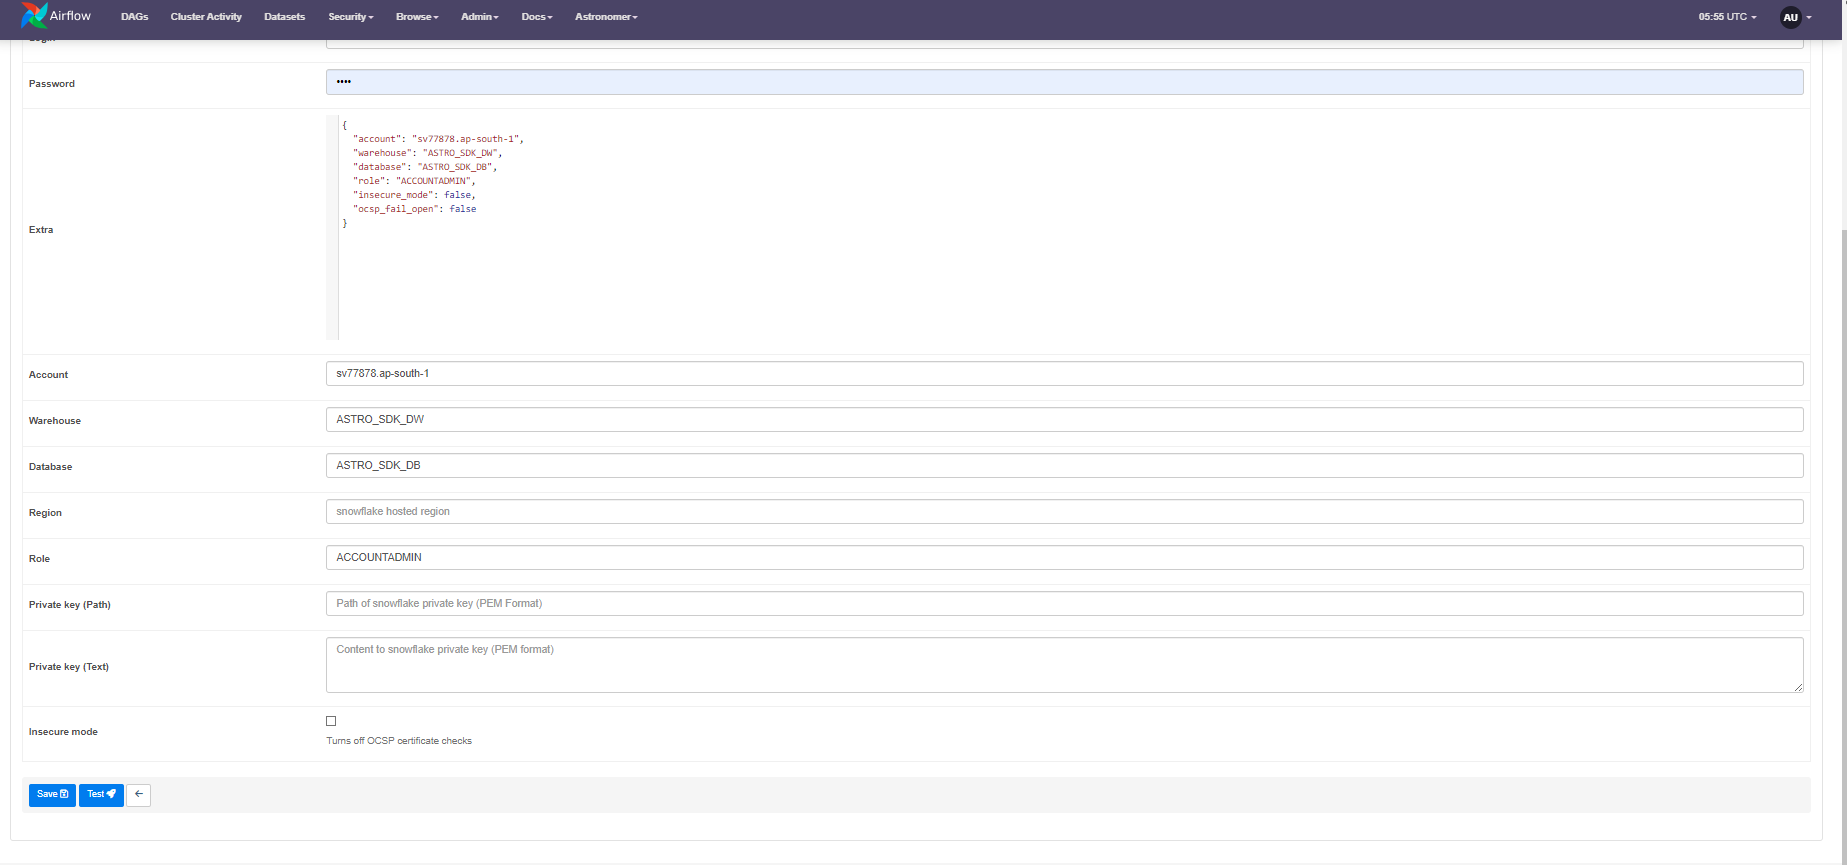 Airflow
DAGs
Cluster Activity
Datasets
Security
Browse
Admin
Docs
Astronomer
05:55 UTC
AU
Login
Password
••••
Extra
{
"account": "sv77878.ap-south-1",
"warehouse": "ASTRO_SDK_DW",
"database": "ASTRO_SDK_DB",
"role": "ACCOUNTADMIN",
"insecure_mode": false,
"ocsp_fail_open": false
}
Account
sv77878.ap-south-1
Warehouse
ASTRO_SDK_DW
Database
ASTRO_SDK_DB
Region
snowflake hosted region
Role
ACCOUNTADMIN
Private key (Path)
Path of snowflake private key (PEM Format)
Private key (Text)
Content to snowflake private key (PEM format)
Insecure mode
Turns off OCSP certificate checks
Save
Test